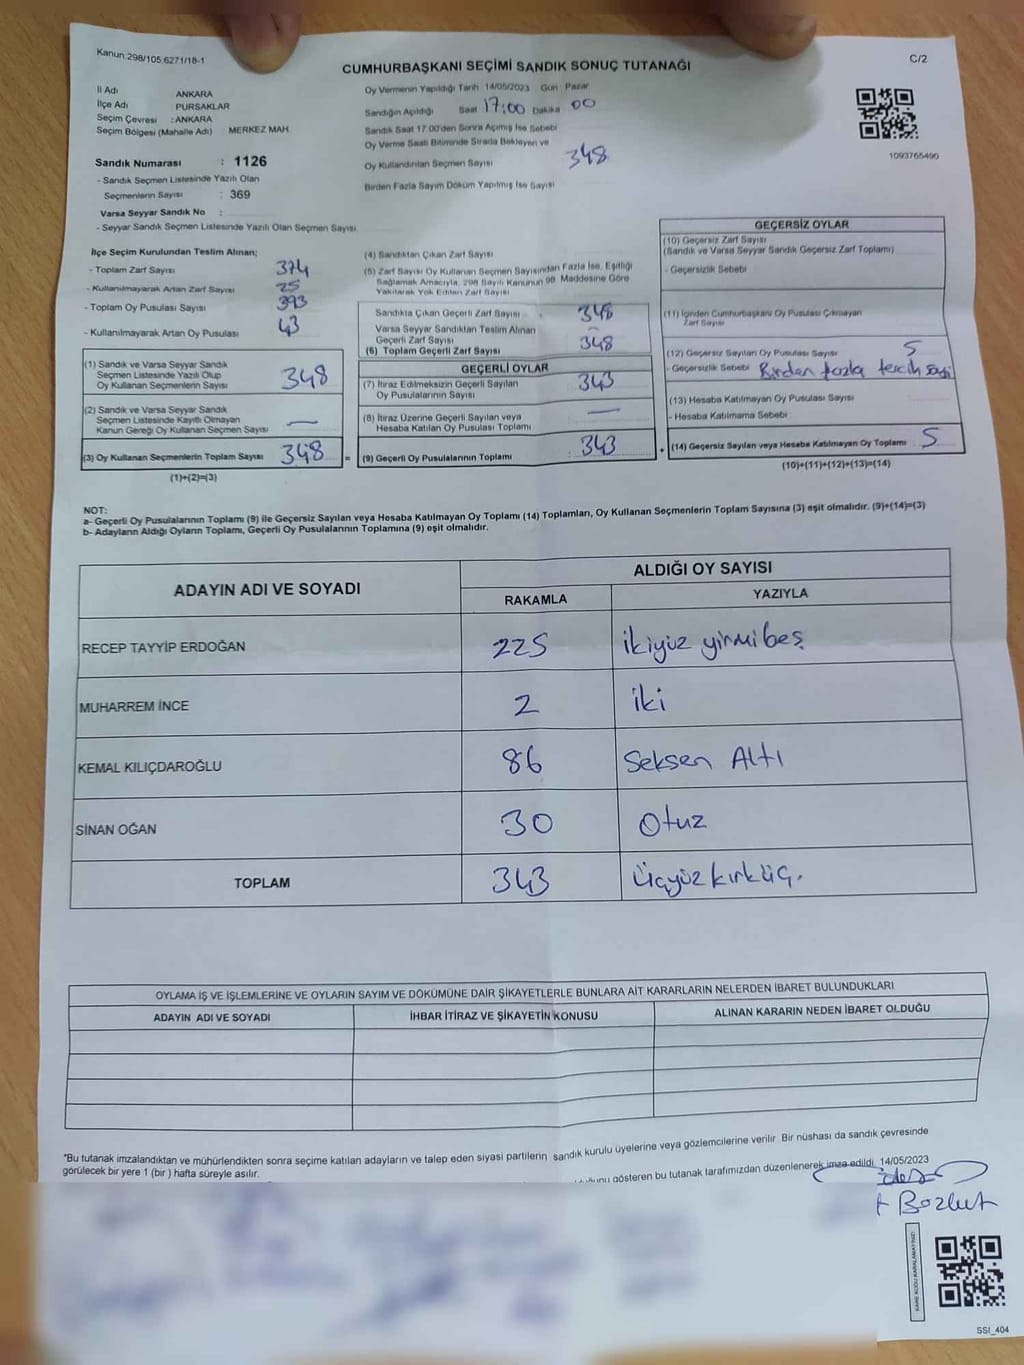 Kanun 298/105 6271/18-1
C/2
CUMHURBAŞKANI SEÇİMİ SANDIK SONUÇ TUTANAĞI
İl Adı ANKARA
İlçe Adı PURSAKLAR
Seçim Çevresi : ANKARA
Seçim Bölgesi (Mahalle Adı) MERKEZ MAH.
Sandık Numarası : 1126
- Sandık Seçmen Listesinde Yazılı Olan
Seçmenlerin Sayısı : 369
Varsa Seyyar Sandık No :
- Seyyar Sandık Seçmen Listesinde Yazılı Olan Seçmen Sayısı
Oy Vermenin Yapıldığı Tarih 14/05/2023 Gün Pazar
Sandığın Açıldığı Saat 17:00 Dakika 00
Sandık Saat 17:00'den Sonra Açımış İse Sebebi
Oy Verme Saati Bitiminde Sırada Bekleyen ve
Oy Kullandırılan Seçmen Sayısı 348
Birden Fazla Sayım Döküm Yapılmış İse Sayısı
1093765490
İlçe Seçim Kurulundan Teslim Alınan;
- Toplam Zarf Sayısı 374
- Kullanılmayarak Artan Zarf Sayısı 25
- Toplam Oy Pusulası Sayısı 393
- Kullanılmayarak Artan Oy Pusulası 43
(1) Sandık ve Varsa Seyyar Sandık
Seçmen Listesinde Yazılı Olup
Oy Kullanan Seçmenlerin Sayısı 348
(2) Sandık ve Varsa Seyyar Sandık
Seçmen Listesinde Kayıtlı Olmayan
Kanun Gereği Oy Kullanan Seçmen Sayısı —
(3) Oy Kullanan Seçmenlerin Toplam Sayısı 348 =
(1)+(2)=(3)
(4) Sandıktan Çıkan Zarf Sayısı
(5) Zarf Sayısı Oy Kullanan Seçmen Sayısından Fazla İse, Eşitliği
Sağlamak Amacıyla, 298 Sayılı Kanunun 98. Maddesine Göre
Yakılarak Yok Edilen Zarf Sayısı
Sandıkta Çıkan Geçerli Zarf Sayısı 348
Varsa Seyyar Sandıktan Teslim Alınan
Geçerli Zarf Sayısı —
(6) Toplam Geçerli Zarf Sayısı 348
GEÇERLİ OYLAR
(7) İtiraz Edilmeksizin Geçerli Sayılan
Oy Pusulasının Sayısı 343
(8) İtiraz Üzerine Geçerli Sayılan veya
Hesaba Katılan Oy Pusulası Toplamı —
(9) Geçerli Oy Pusulalarının Toplamı 343 +
GEÇERSİZ OYLAR
(10) Geçersiz Zarf Sayısı
(Sandık ve Varsa Seyyar Sandık Geçersiz Zarf Toplamı)
- Geçersizlik Sebebi
(11) İçinden Cumhurbaşkanı Oy Pusulası Çıkmayan
Zarf Sayısı
(12) Geçersiz Sayılan Oy Pusulası Sayısı 5
- Geçersizlik Sebebi Birden fazla tercih sayi
(13) Hesaba Katılmayan Oy Pusulası Sayısı
- Hesaba Katılmama Sebebi
(14) Geçersiz Sayılan veya Hesaba Katılmayan Oy Toplamı 5
(10)+(11)+(12)+(13)=(14)
NOT:
a- Geçerli Oy Pusulalarının Toplamı (9) ile Geçersiz Sayılan veya Hesaba Katılmayan Oy Toplamı (14) Toplamları, Oy Kullanan Seçmenlerin Toplam Sayısına (3) eşit olmalıdır. (9)+(14)=(3)
b- Adayların Aldığı Oyların Toplamı, Geçerli Oy Pusulalarının Toplamına (9) eşit olmalıdır.
ADAYIN ADI VE SOYADI
ALDIĞI OY SAYISI
RAKAMLA YAZIYLA
RECEP TAYYİP ERDOĞAN 225 İkiyüz yirmibeş
MUHARREM İNCE 2 iki
KEMAL KILIÇDAROĞLU 86 Seksen Altı
SİNAN OĞAN 30 Otuz
TOPLAM 343 Üçyüzkırküç.
OYLAMA İŞ VE İŞLEMLERİNE VE OYLARIN SAYIM VE DÖKÜMÜNE DAİR ŞİKAYETLERLE BUNLARA AİT KARARLARIN NELERDEN İBARET BULUNDUKLARI
ADAYIN ADI VE SOYADI İHBAR İTİRAZ VE ŞİKAYETİN KONUSU ALINAN KARARIN NEDEN İBARET OLDUĞU
*Bu tutanak imzalandıktan ve mühürlendikten sonra seçime katılan adayların ve talep eden siyasi partilerin sandık kurulu üyelerine veya gözlemcilerine verilir. Bir nüshası da sandık çevresinde
görülecek bir yere 1 (bir) hafta süreyle asılır.
gösteren bu tutanak tarafımızdan düzenlenerek imza edildi. 14/05/2023
Bozkurt
KARE KODU KARALAMAYINIZ!
SSI_404